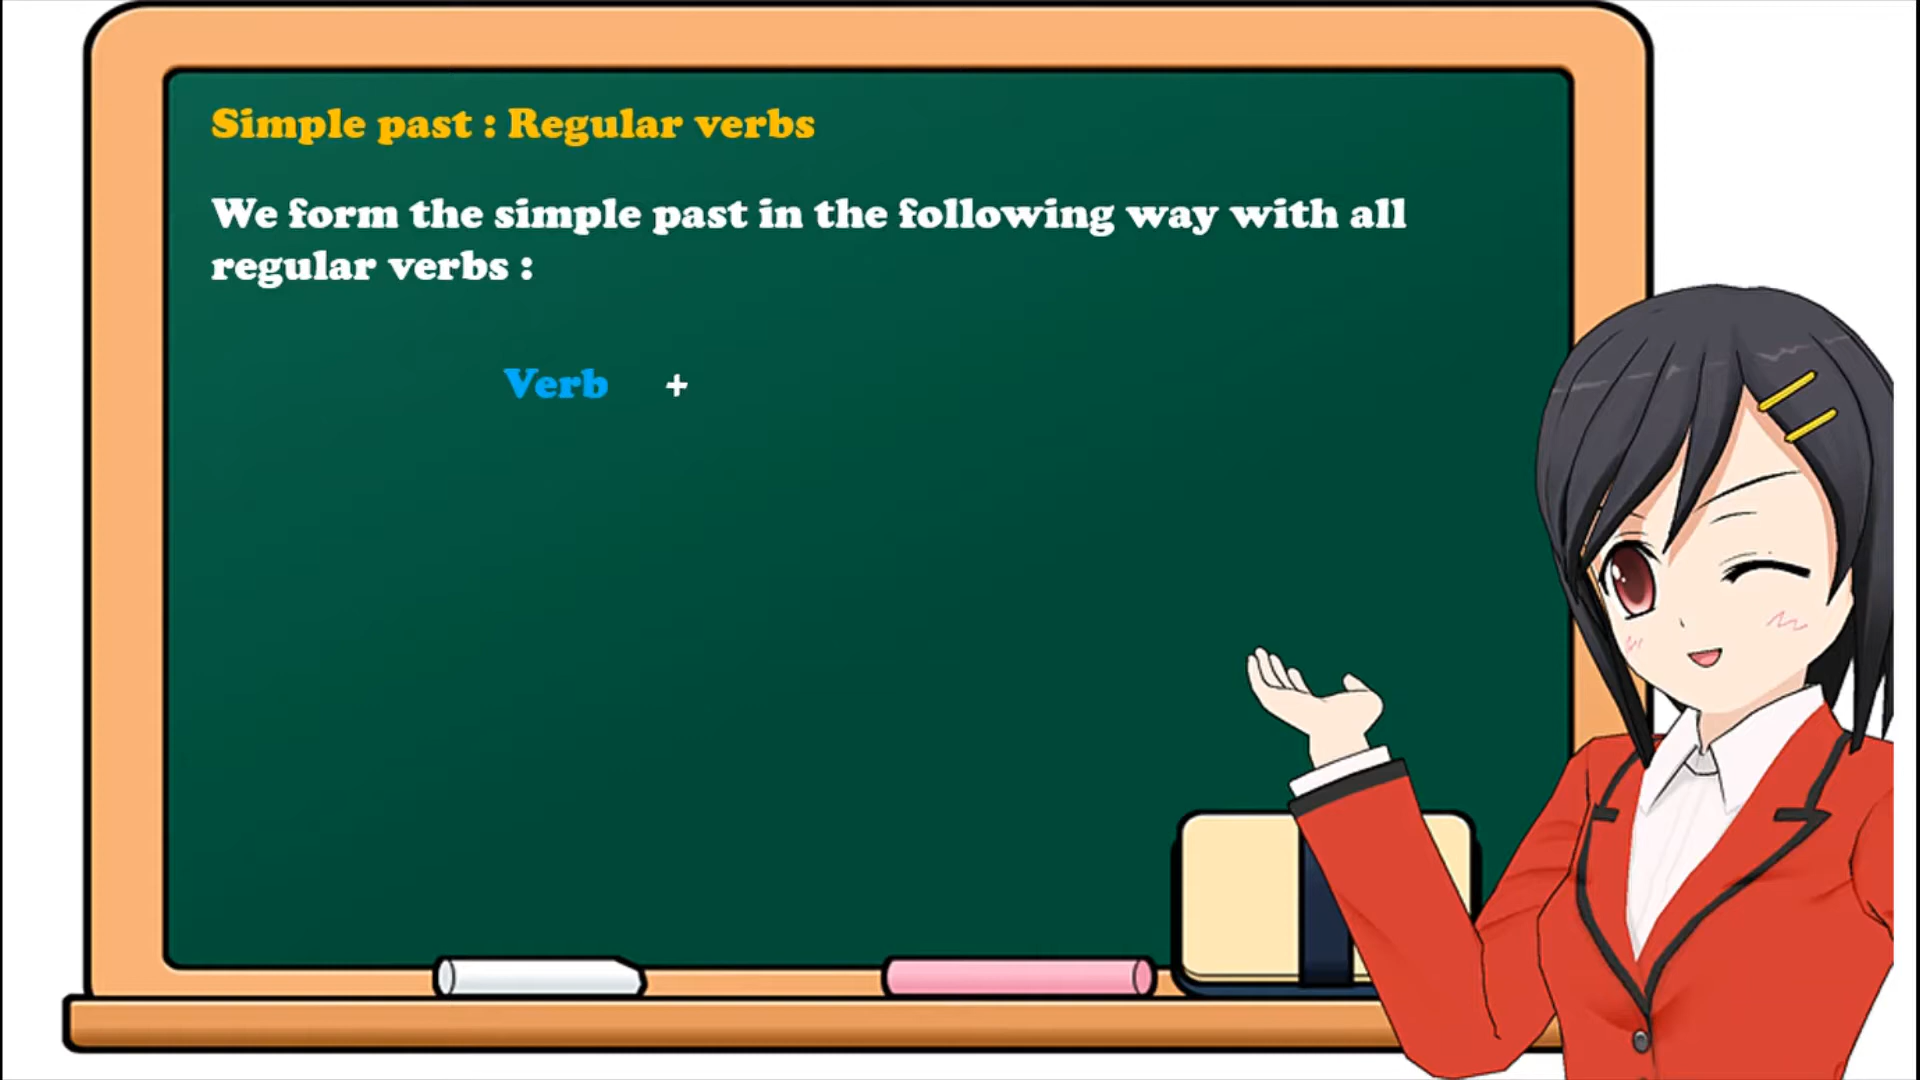 Simple past : Regular verbs
We form the simple past in the following way with all
regular verbs :
Verb +